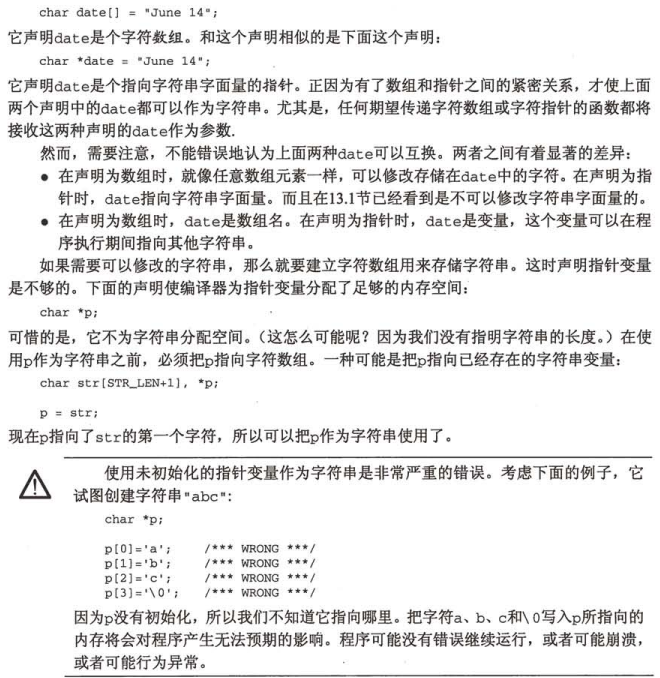 char date[] = "June 14";
它声明date是个字符数组。和这个声明相似的是下面这个声明：
char *date = "June 14";
它声明date是个指向字符串字面量的指针。正因为有了数组和指针之间的紧密关系，才使上面
两个声明中的date都可以作为字符串。尤其是，任何期望传递字符数组或字符指针的函数都将
接收这两种声明的date作为参数.
然而，需要注意，不能错误地认为上面两种date可以互换。两者之间有着显著的差异：
● 在声明为数组时，就像任意数组元素一样，可以修改存储在date中的字符。在声明为指
针时，date指向字符串字面量。而且在13.1节已经看到是不可以修改字符串字面量的。
● 在声明为数组时，date是数组名。在声明为指针时，date是变量，这个变量可以在程
序执行期间指向其他字符串。
如果需要可以修改的字符串，那么就要建立字符数组用来存储字符串。这时声明指针变量
是不够的。下面的声明使编译器为指针变量分配了足够的内存空间：
char *p;
可惜的是，它不为字符串分配空间。（这怎么可能呢？因为我们没有指明字符串的长度。）在使
用p作为字符串之前，必须把p指向字符数组。一种可能是把p指向已经存在的字符串变量：
char str[STR_LEN+1], *p;
p = str;
现在p指向了str的第一个字符，所以可以把p作为字符串使用了。
使用未初始化的指针变量作为字符串是非常严重的错误。考虑下面的例子，它
试图创建字符串"abc"：
char *p;
p[0]='a'; /*** WRONG ***/
p[1]='b'; /*** WRONG ***/
p[2]='c'; /*** WRONG ***/
p[3]='\0'; /*** WRONG ***/
因为p没有初始化，所以我们不知道它指向哪里。把字符a、b、c和\0写入p所指向的
内存将会对程序产生无法预期的影响。程序可能没有错误继续运行，或者可能崩溃，
或者可能行为异常。